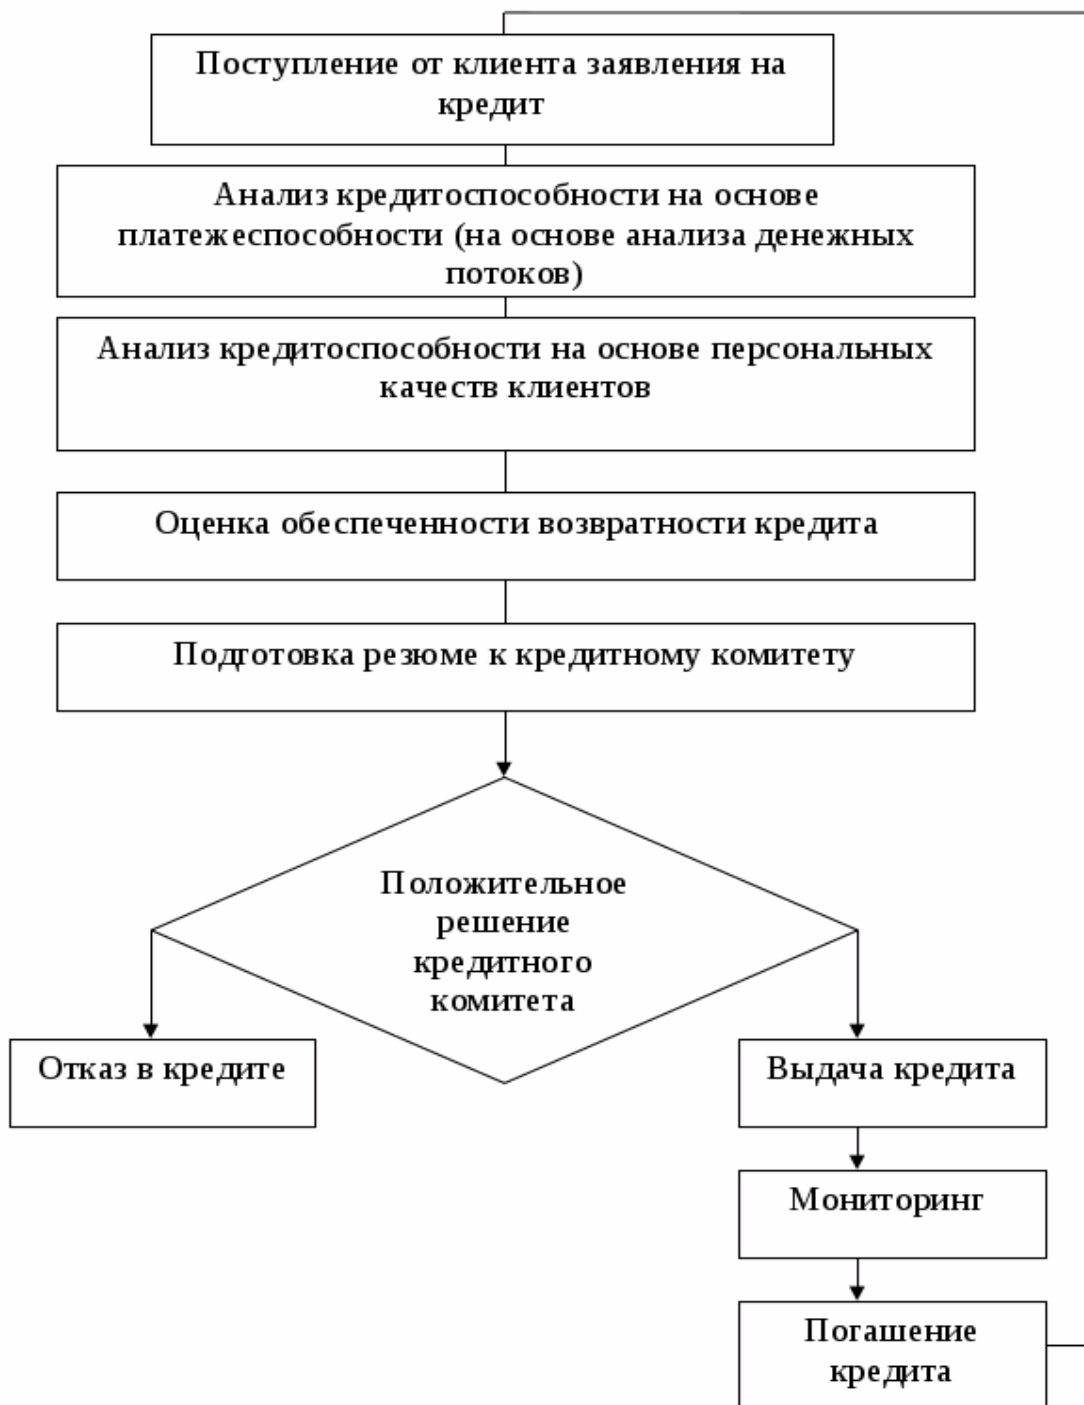 Поступление от клиента заявления на
кредит
Анализ кредитоспособности на основе
платежеспособности (на основе анализа денежных
потоков)
Анализ кредитоспособности на основе персональных
качеств клиентов
Оценка обеспеченности возвратности кредита
Подготовка резюме к кредитному комитету
Положительное
решение
кредитного
комитета
Отказ в кредите
Выдача кредита
Мониторинг
Погашение
кредита